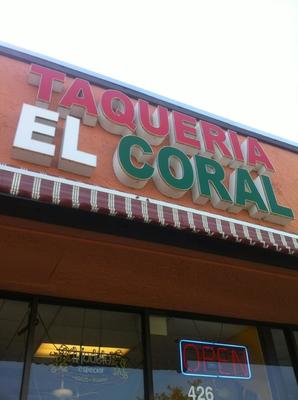 TAQUERIA
EL CORAL
OPEN
426